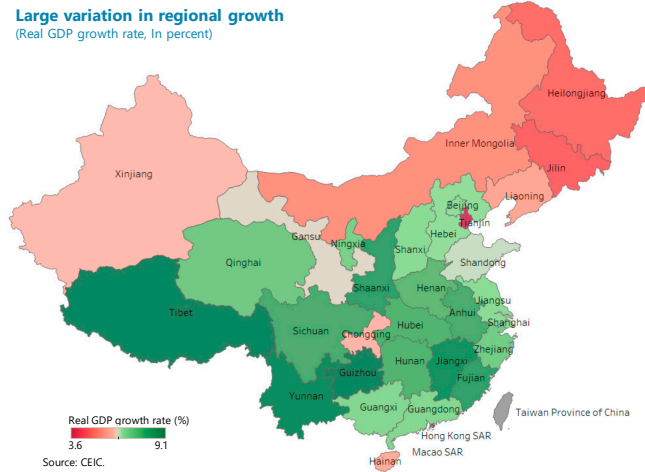 Large variation in regional growth
(Real GDP growth rate, In percent)
Heilongjiang
Inner Mongolia
Jilin
Xinjiang
Liaoning
Beijing
Tianjin
Gansu
Ningxia
Hebei
Shanxi
Qinghai
Shandong
Shaanxi
Henan
Jiangsu
Tibet
Anhui
Sichuan
Hubei
Shanghai
Chongqing
Zhejiang
Hunan
Jiangxi
Guizhou
Fujian
Yunnan
Guangxi
Guangdong
Taiwan Province of China
Real GDP growth rate (%)
3.6 9.1
Hong Kong SAR
Macao SAR
Hainan
Source: CEIC.